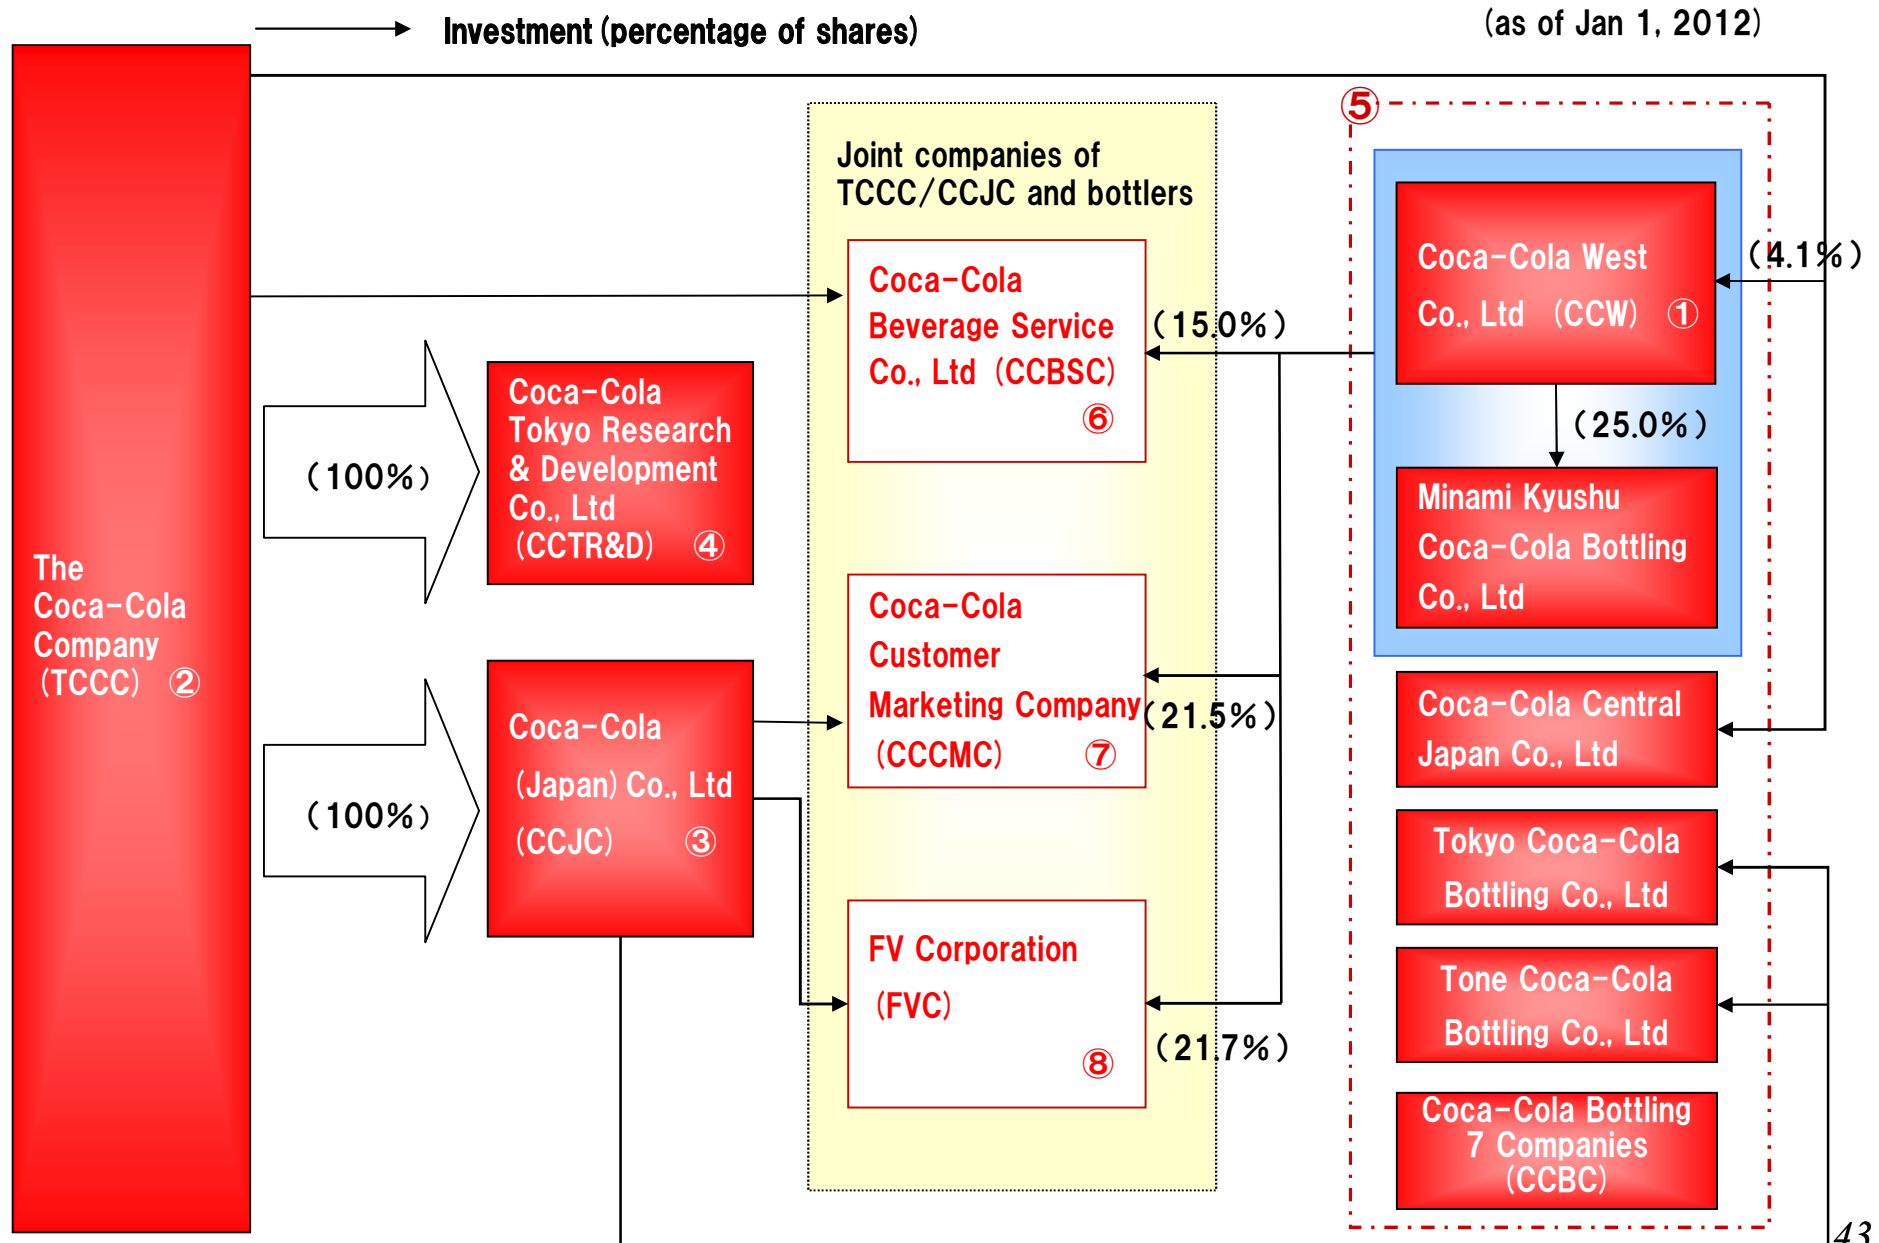 Investment (percentage of shares)
(as of Jan 1, 2012)
The
Coca-Cola
Company
(TCCC) ②
(100%)
(100%)
Coca-Cola
Tokyo Research
& Development
Co., Ltd
(CCTR&D) ④
Coca-Cola
(Japan) Co., Ltd
(CCJC) ③
Joint companies of
TCCC/CCJC and bottlers
Coca-Cola
Beverage Service
Co., Ltd (CCBSC)
⑥
(15.0%)
Coca-Cola
Customer
Marketing Company
(CCCMC) ⑦
(21.5%)
FV Corporation
(FVC)
⑧
(21.7%)
⑤
Coca-Cola West
Co., Ltd (CCW) ①
(4.1%)
(25.0%)
Minami Kyushu
Coca-Cola Bottling
Co., Ltd
Coca-Cola Central
Japan Co., Ltd
Tokyo Coca-Cola
Bottling Co., Ltd
Tone Coca-Cola
Bottling Co., Ltd
Coca-Cola Bottling
7 Companies
(CCBC)
43